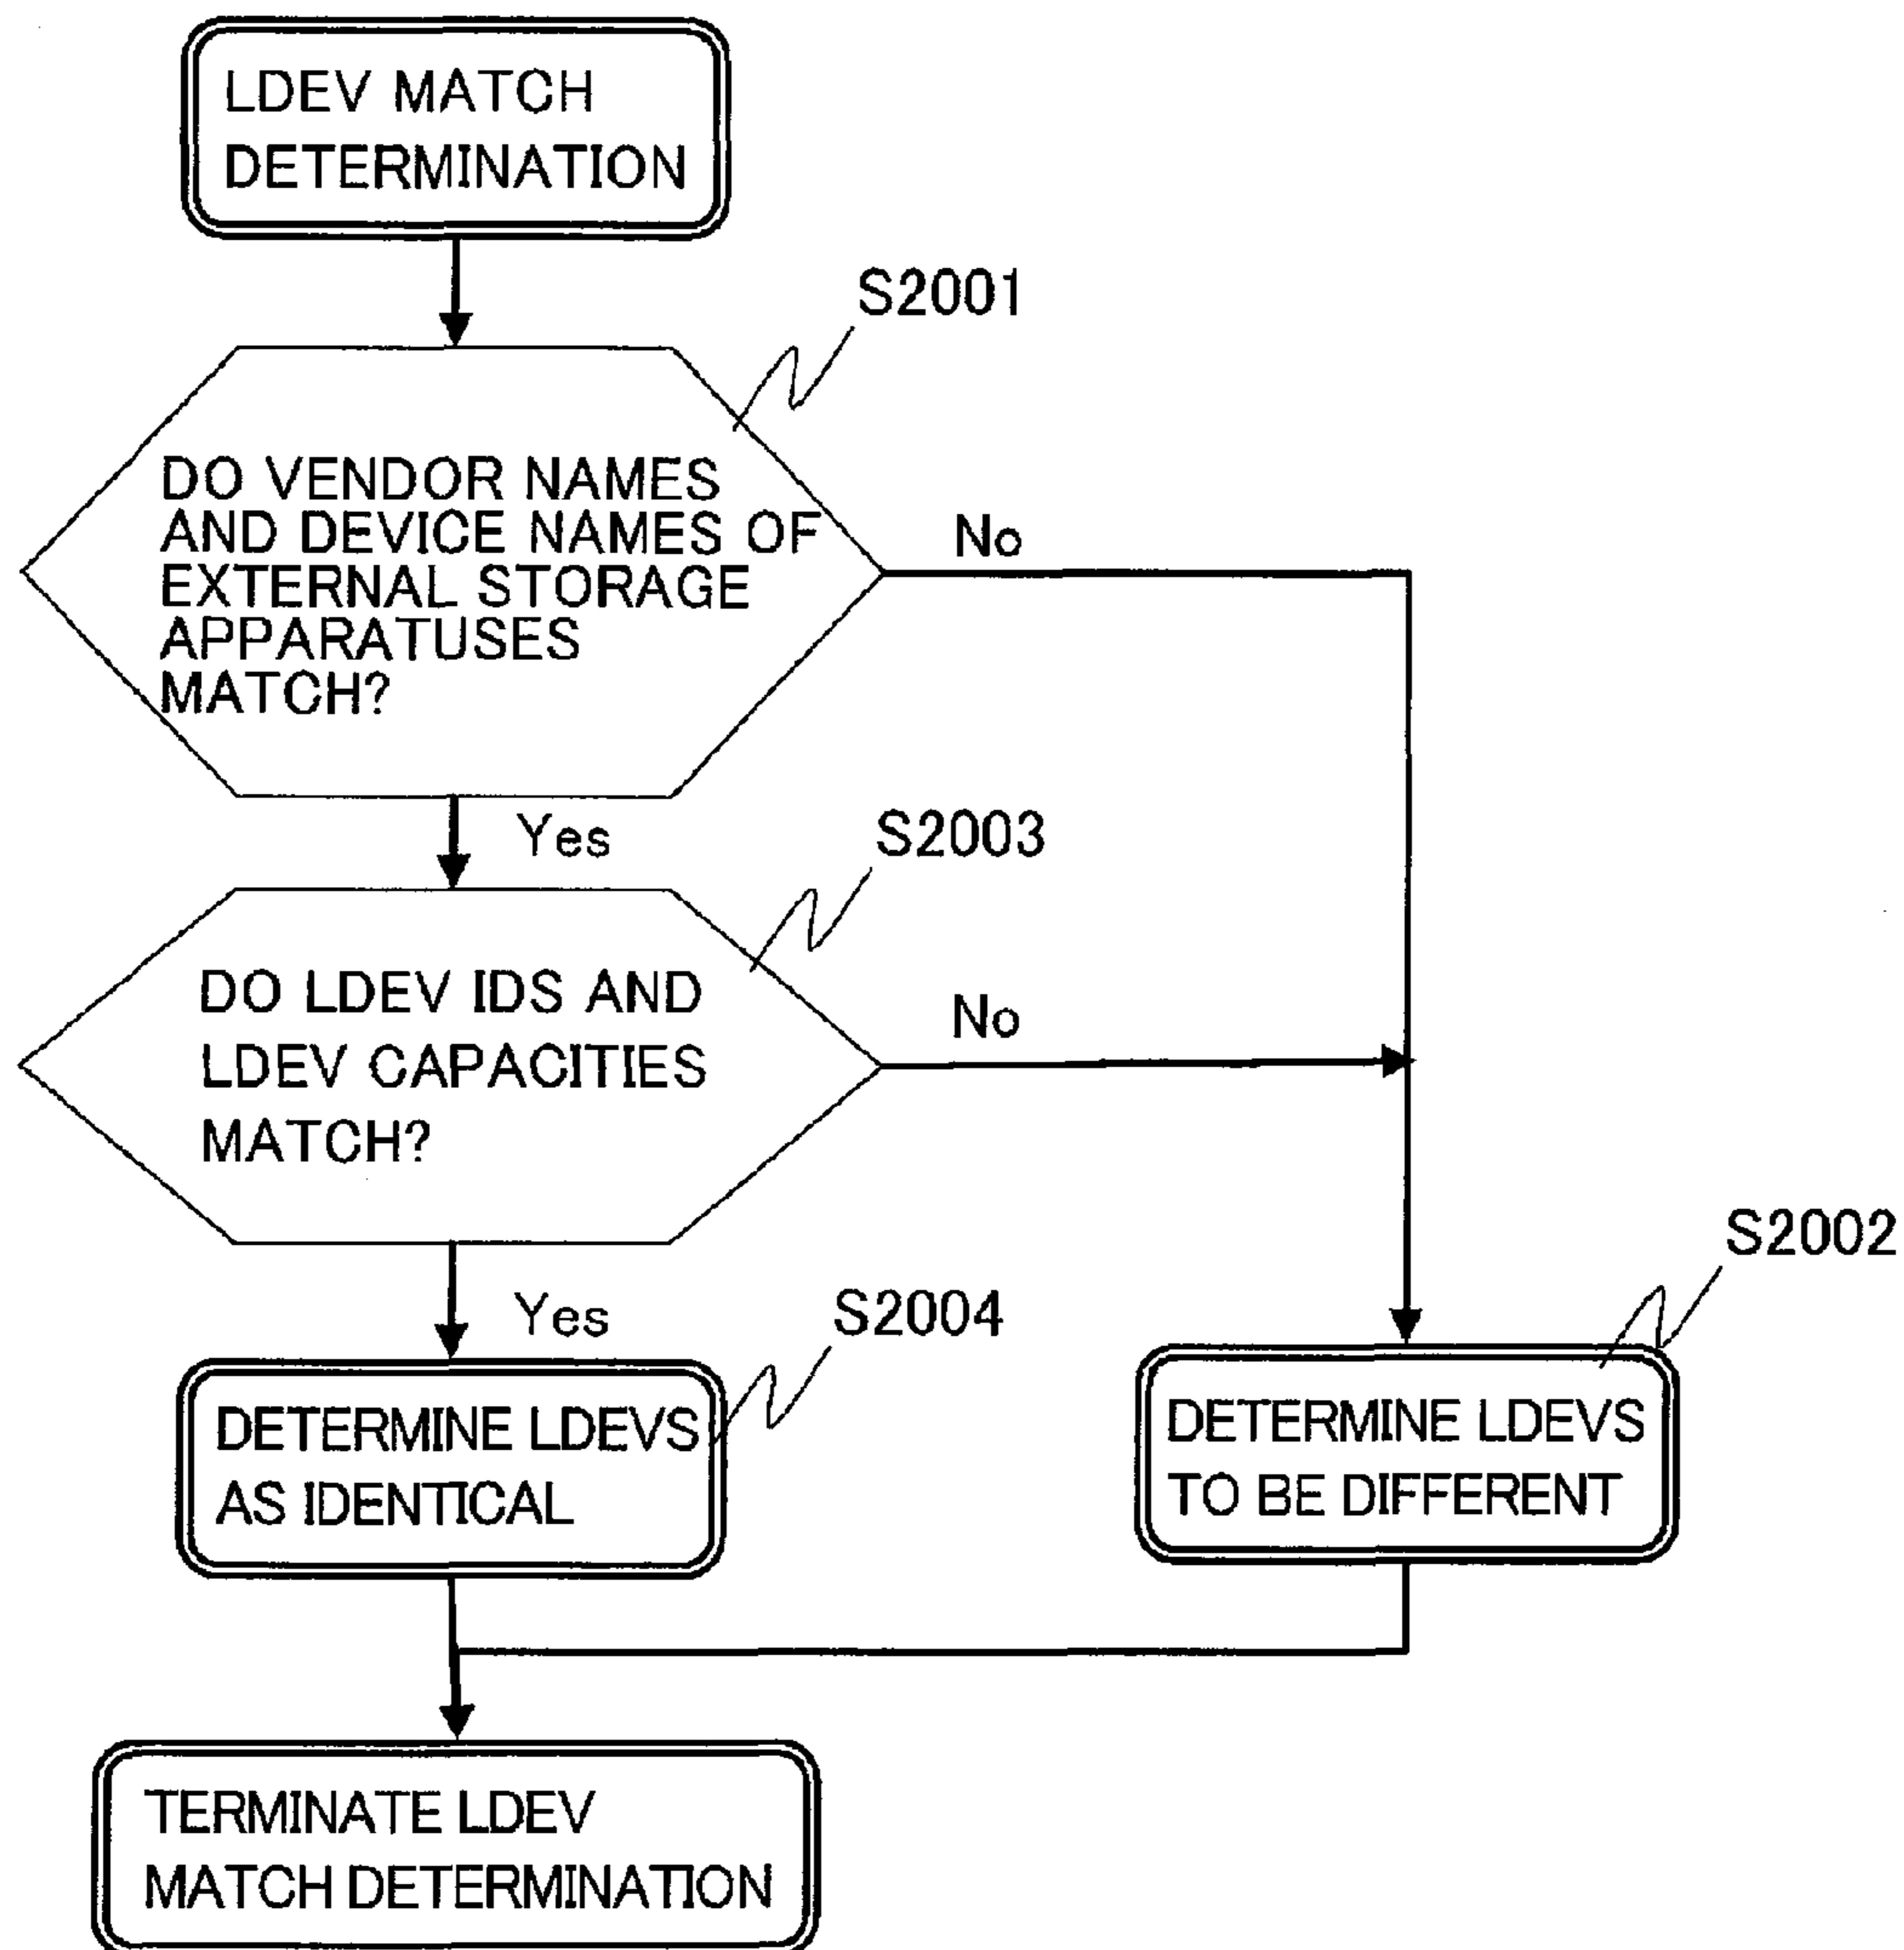 LDEV MATCH
DETERMINATION
S2001
DO VENDOR NAMES
AND DEVICE NAMES OF
EXTERNAL STORAGE
APPARATUSES
MATCH?
No
Yes
S2003
DO LDEV IDS AND
LDEV CAPACITIES
MATCH?
No
Yes
S2004
DETERMINE LDEVS
AS IDENTICAL
S2002
DETERMINE LDEVS
TO BE DIFFERENT
TERMINATE LDEV
MATCH DETERMINATION